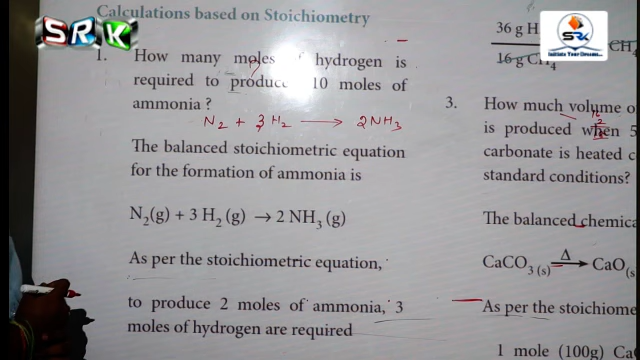 Calculations based on Stoichiometry
SRK
1. How many moles of hydrogen is
required to produce 10 moles of
ammonia ?
N2 + 3H2 → 2NH3
The balanced stoichiometric equation
for the formation of ammonia is
N2(g) + 3 H2 (g) → 2 NH3 (g)
As per the stoichiometric equation,
to produce 2 moles of ammonia, 3
moles of hydrogen are required
36 g H
16 g CH4
CH4
SRK
3. How much volume o
is produced when 5
carbonate is heated
standard conditions?
The balanced chemica
CaCO3 (s) Δ→ CaO(s
As per the stoichiome
1 mole (100g) Ca